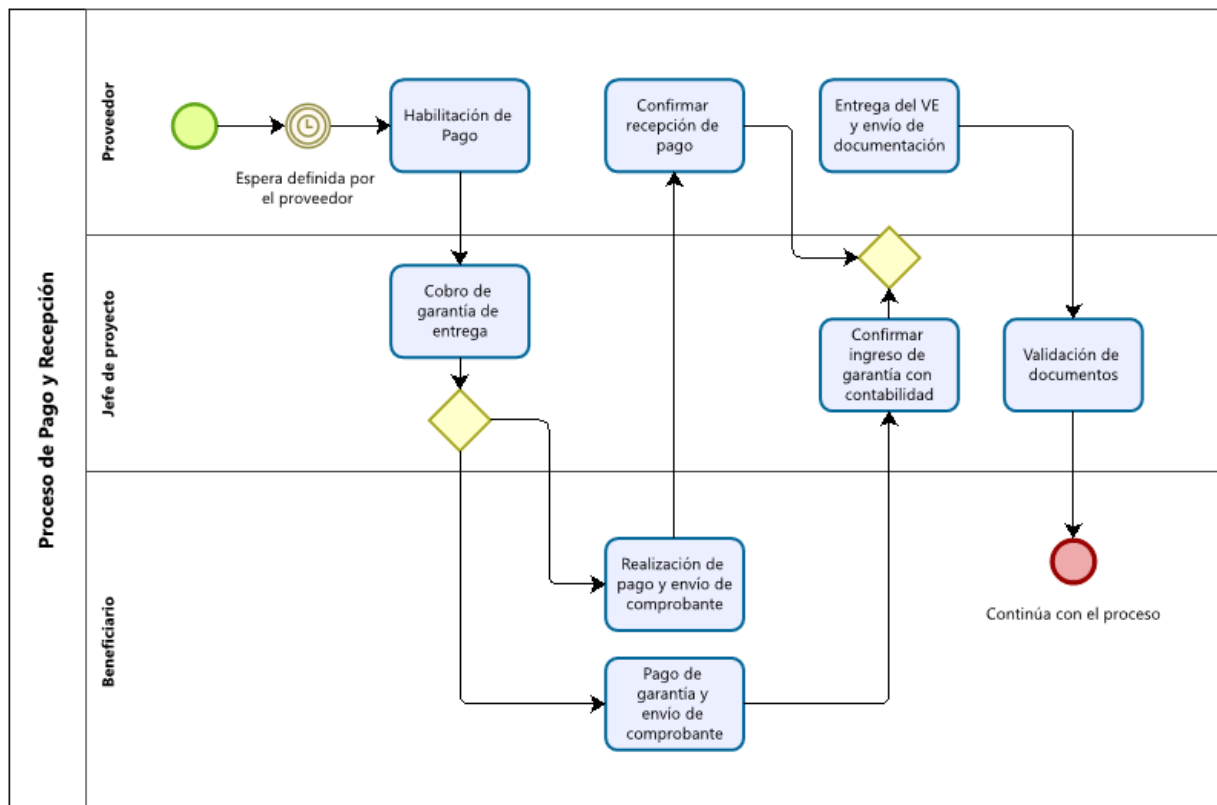 Proceso de Pago y Recepción
Proveedor
Espera definida por
el proveedor
Habilitación de
Pago
Confirmar
recepción de
pago
Entrega del VE
y envío de
documentación
Jefe de proyecto
Cobro de
garantía de
entrega
Confirmar
ingreso de
garantía con
contabilidad
Validación de
documentos
Beneficiario
Realización de
pago y envío de
comprobante
Pago de
garantía y
envío de
comprobante
Continúa con el proceso